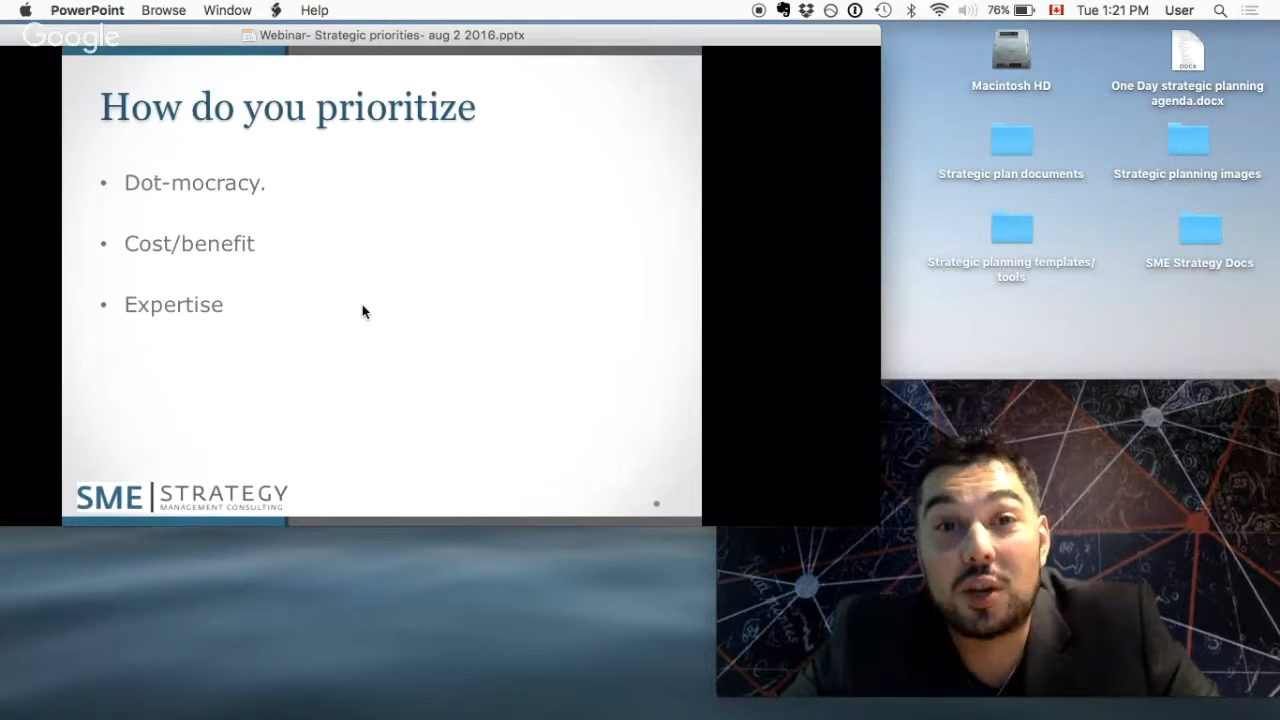 PowerPoint Browse Window Help 76% Tue 1:21 PM User
Google
Webinar- Strategic priorities- aug 2 2016.pptx
How do you prioritize
• Dot-mocracy.
• Cost/benefit
• Expertise
SME | STRATEGY
MANAGEMENT CONSULTING
Macintosh HD
DOCX
One Day strategic planning
agenda.docx
Strategic plan documents
Strategic planning images
Strategic planning templates/
tools
SME Strategy Docs